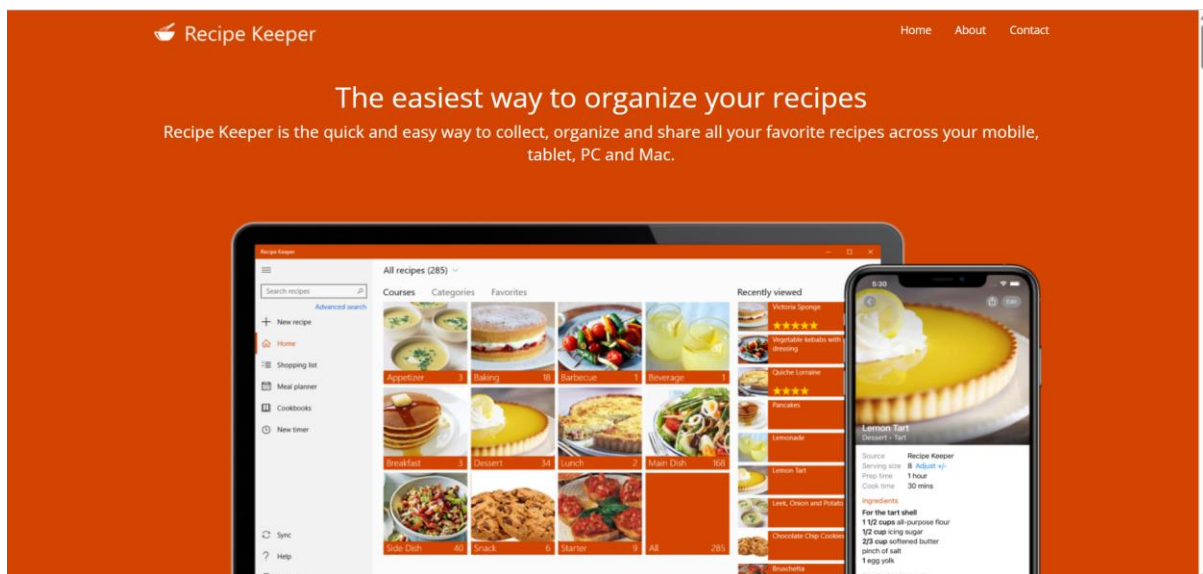 Recipe Keeper
Home About Contact
The easiest way to organize your recipes
Recipe Keeper is the quick and easy way to collect, organize and share all your favorite recipes across your mobile,
tablet, PC and Mac.
Recipe Keeper
Search recipes
Advanced search
New recipe
Home
Shopping list
Meal planner
Cookbooks
New timer
Sync
Help
All recipes (285)
Courses Categories Favorites
Appetizer 3
Baking 18
Barbecue 1
Beverage 1
Breakfast 3
Dessert 34
Lunch 2
Main Dish 168
Side Dish 40
Snack 6
Starter 9
All 285
Recently viewed
Victoria Sponge
Vegetable kebabs with
dressing
Quiche Lorraine
Pancakes
Lemonade
Lemon Tart
Leek, Onion and Potato
Chocolate Chip Cookies
Bruschetta
5:30
Edit
Lemon Tart
Dessert • Tart
Source Recipe Keeper
Serving size 8 Adjust +/-
Prep time 1 hour
Cook time 30 mins
Ingredients
For the tart shell
1 1/2 cups all-purpose flour
1/2 cup icing sugar
2/3 cup softened butter
pinch of salt
1 egg yolk